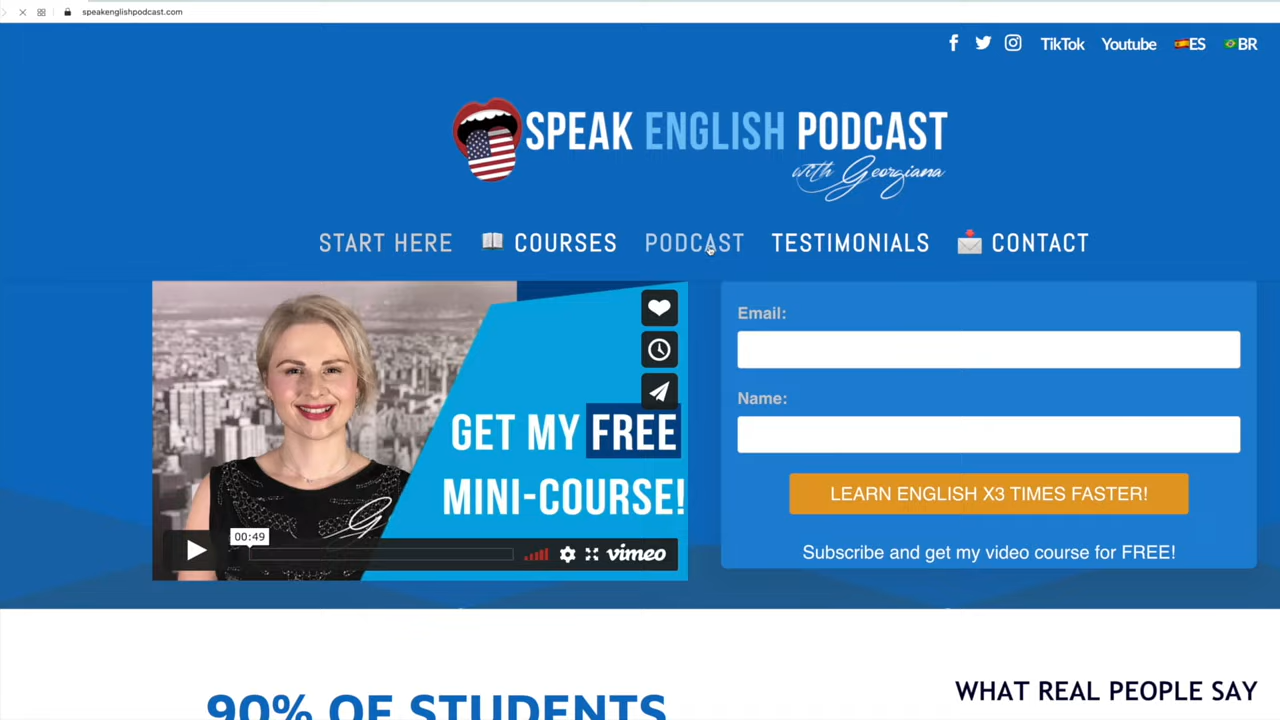 speakenglishpodcast.com
TikTok Youtube ES BR
SPEAK ENGLISH PODCAST
with Georgiana
START HERE COURSES PODCAST TESTIMONIALS CONTACT
GET MY FREE
MINI-COURSE!
00:49
vimeo
Email:
Name:
LEARN ENGLISH X3 TIMES FASTER!
Subscribe and get my video course for FREE!
90% OF STUDENTS
WHAT REAL PEOPLE SAY